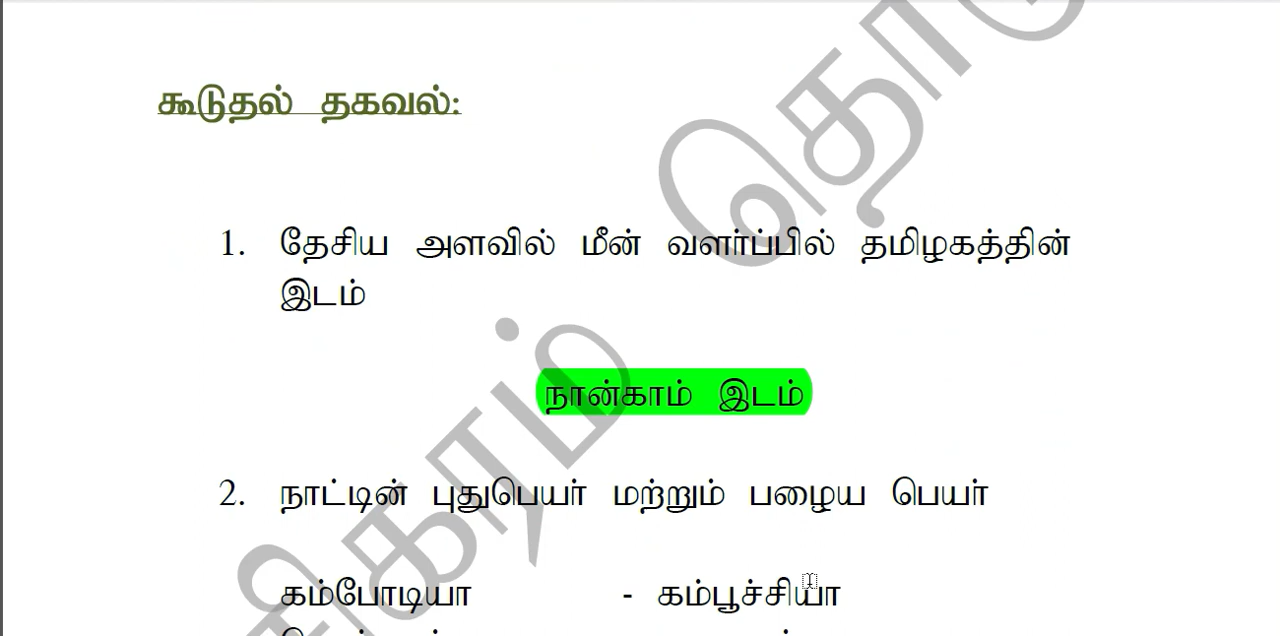 கூடுதல் தகவல்:
1. தேசிய அளவில் மீன் வளர்ப்பில் தமிழகத்தின்
இடம்
நான்காம் இடம்
2. நாட்டின் புதுபெயர் மற்றும் பழைய பெயர்
கம்போடியா - கம்பூச்சியா